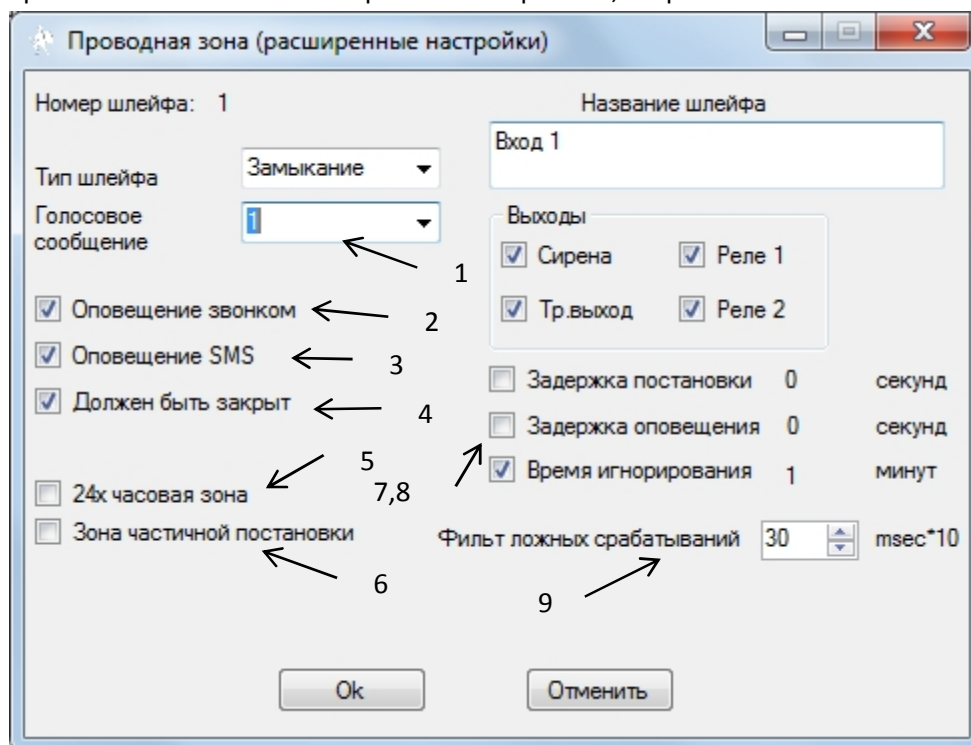 Проводная зона (расширенные настройки)
Номер шлейфа: 1
Название шлейфа
Вход 1
Тип шлейфа
Замыкание
Голосовое
сообщение
1
1
Выходы
Сирена
Реле 1
Тр.выход
Реле 2
Оповещение звонком
2
Оповещение SMS
3
Должен быть закрыт
4
Задержка постановки 0 секунд
Задержка оповещения 0 секунд
Время игнорирования 1 минут
5
7,8
24х часовая зона
Зона частичной постановки
6
Фильт ложных срабатываний 30 msec*10
9
Ok
Отменить